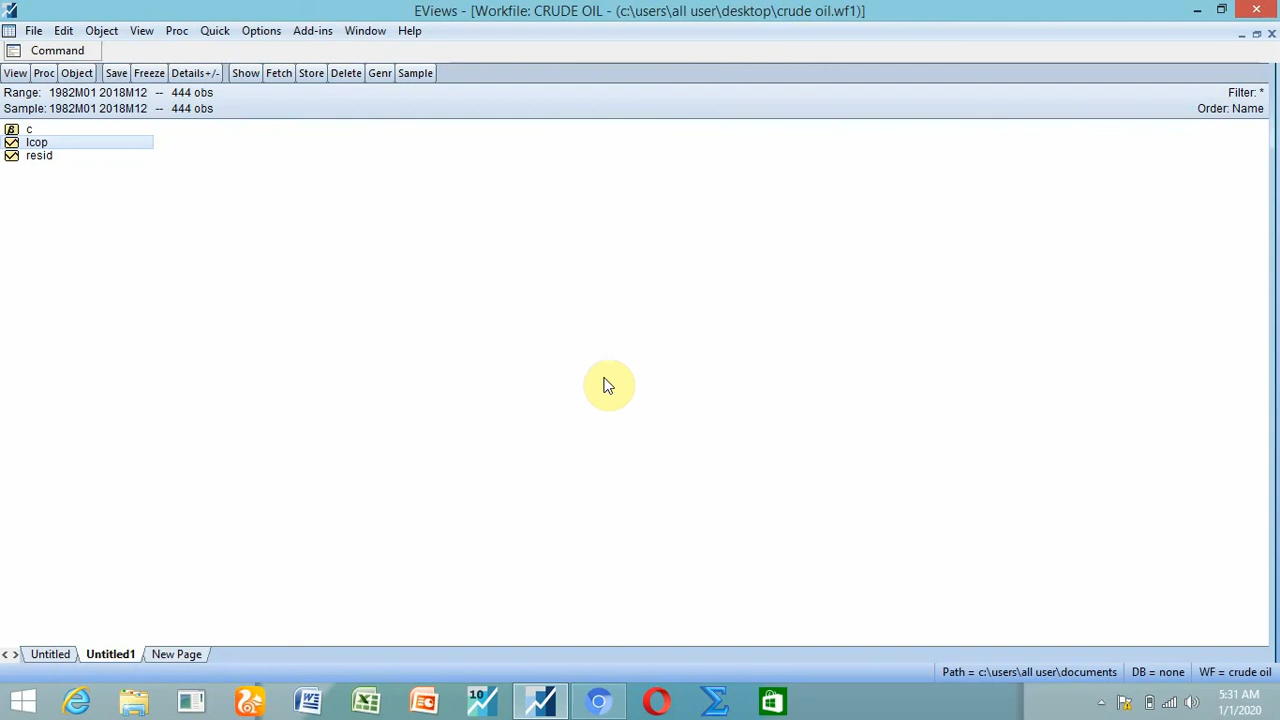 EViews - [Workfile: CRUDE OIL - (c:\users\all user\desktop\crude oil.wf1)]
File Edit Object View Proc Quick Options Add-ins Window Help
Command
View Proc Object Save Freeze Details+/- Show Fetch Store Delete Genr Sample
Range: 1982M01 2018M12 -- 444 obs Filter: *
Sample: 1982M01 2018M12 -- 444 obs Order: Name
β c
lcop
resid
< > Untitled Untitled1 New Page
Path = c:\users\all user\documents DB = none WF = crude oil
10
5:31 AM
1/1/2020